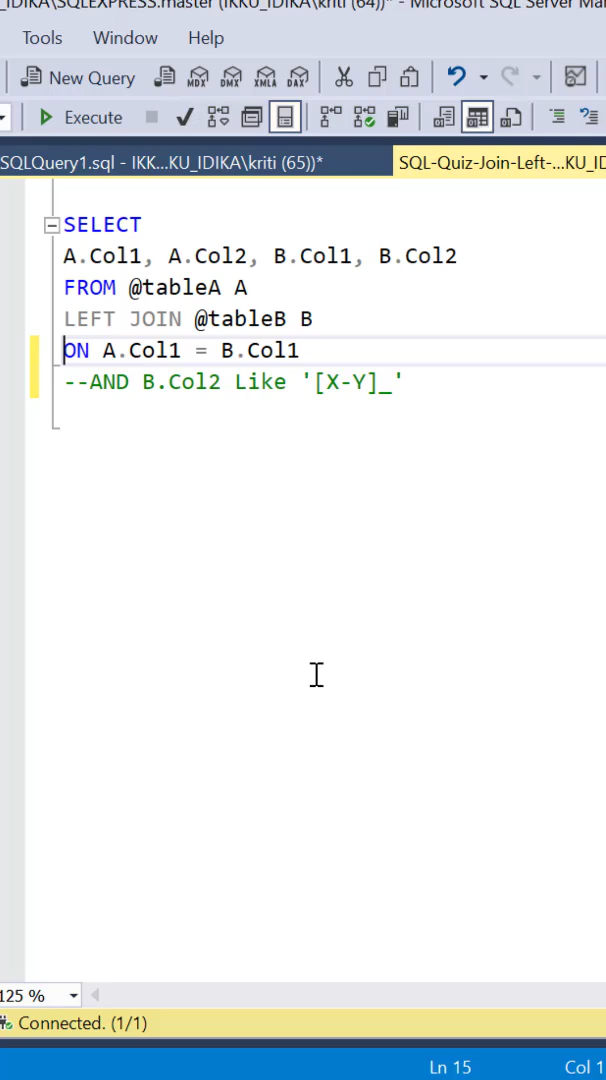 _IDIKA\SQLEXPRESS.master (IKKU_IDIKA\kriti (64))* - Microsoft SQL Server Ma
Tools Window Help
New Query MDX DMX XMLA DAX
Execute
SQLQuery1.sql - IKK...KU_IDIKA\kriti (65))* SQL-Quiz-Join-Left-...KU_ID
SELECT
A.Col1, A.Col2, B.Col1, B.Col2
FROM @tableA A
LEFT JOIN @tableB B
ON A.Col1 = B.Col1
--AND B.Col2 Like '[X-Y]_'
125 %
Connected. (1/1)
Ln 15 Col 1